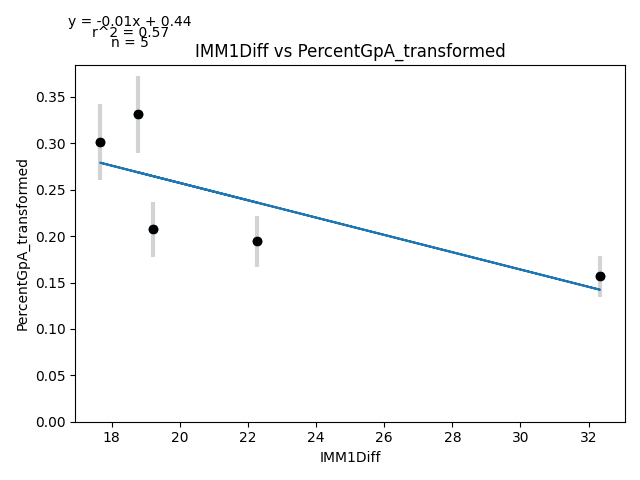 y = -0.01x + 0.44
r^2 = 0.57
n = 5
IMM1Diff vs PercentGpA_transformed
PercentGpA_transformed
0.35
0.30
0.25
0.20
0.15
0.10
0.05
0.00
18 20 22 24 26 28 30 32
IMM1Diff